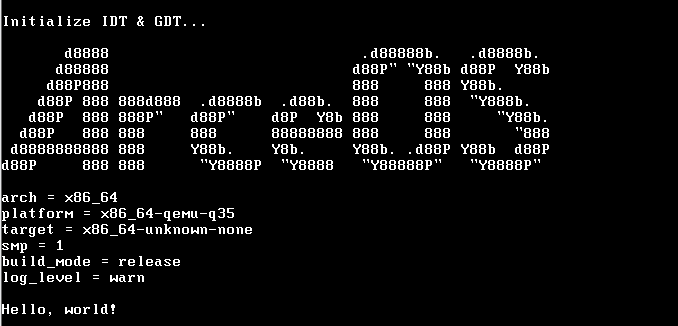 Initialize IDT & GDT...
       d8888                            .d88888b.   .d8888b.
      d88888                           d88P" "Y88b d88P  Y88b
     d88P888                           888     888 Y88b.
    d88P 888 888d888  .d8888b  .d88b.  888     888  "Y888b.
   d88P  888 888P"   d88P"    d8P  Y8b 888     888     "Y88b.
  d88P   888 888     888      88888888 888     888       "888
 d8888888888 888     Y88b.    Y8b.     Y88b. .d88P Y88b  d88P
d88P     888 888      "Y8888P  "Y8888   "Y88888P"   "Y8888P"
arch = x86_64
platform = x86_64-qemu-q35
target = x86_64-unknown-none
smp = 1
build_mode = release
log_level = warn
Hello, world!